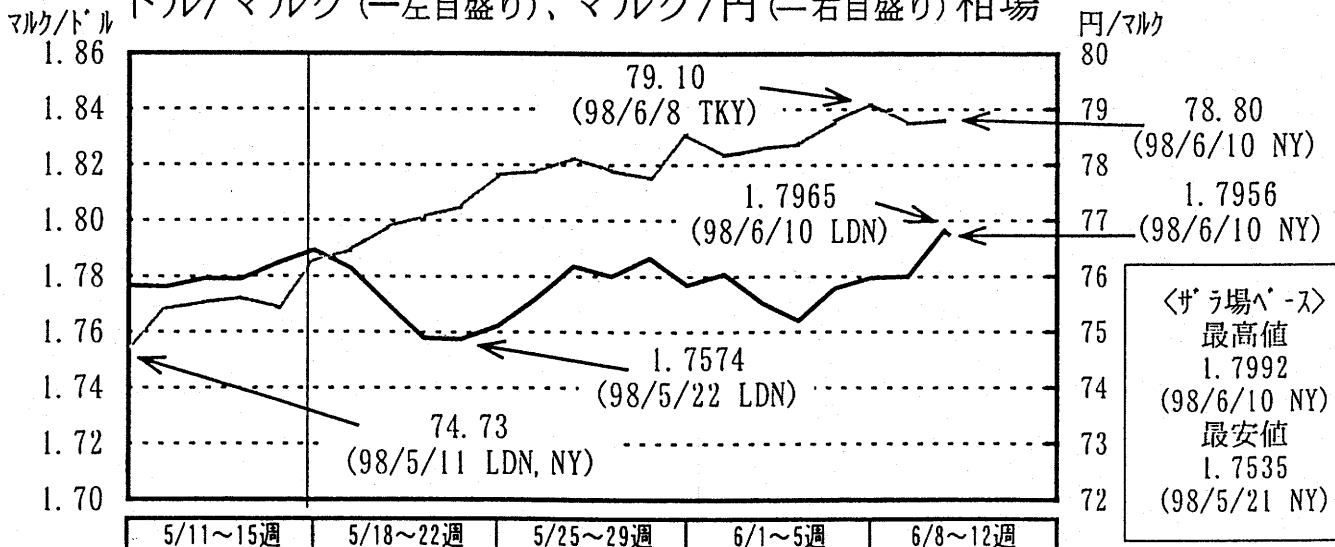 ドル/マルク(―左目盛り)、マルク/円(―右目盛り)相場
マルク/ドル
円/マルク
1.86
1.84
1.82
1.80
1.78
1.76
1.74
1.72
1.70
80
79
78
77
76
75
74
73
72
79.10
(98/6/8 TKY)
78.80
(98/6/10 NY)
1.7965
(98/6/10 LDN)
1.7956
(98/6/10 NY)
1.7574
(98/5/22 LDN)
74.73
(98/5/11 LDN,NY)
<ザラ場ベース>
最高値
1.7992
(98/6/10 NY)
最安値
1.7535
(98/5/21 NY)
5/11~15週
5/18~22週
5/25~29週
6/1~5週
6/8~12週